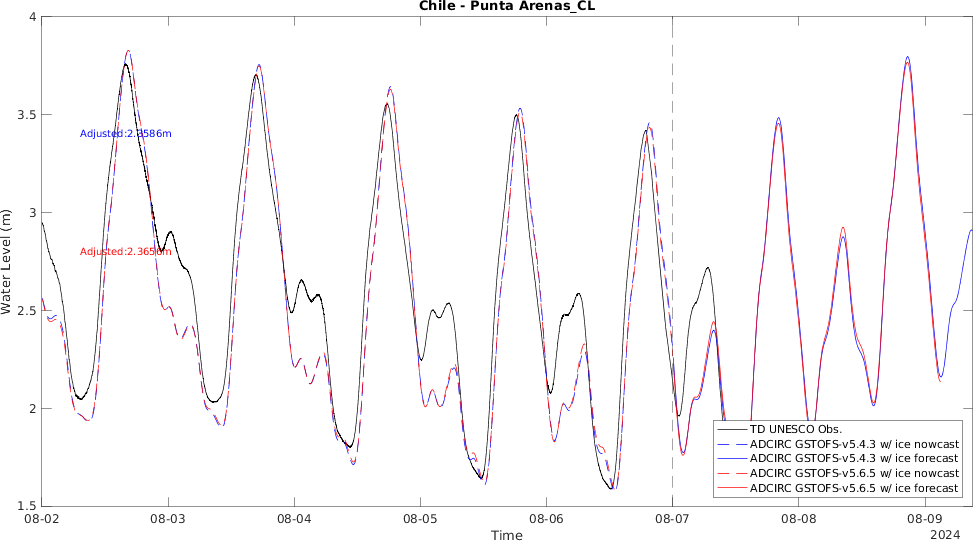 Chile - Punta Arenas_CL
4
3.5
3
2.5
2
1.5
Water Level (m)
Adjusted:2.3586m
Adjusted:2.3656m
TD UNESCO Obs.
ADCIRC GSTOFS-v5.4.3 w/ ice nowcast
ADCIRC GSTOFS-v5.4.3 w/ ice forecast
ADCIRC GSTOFS-v5.6.5 w/ ice nowcast
ADCIRC GSTOFS-v5.6.5 w/ ice forecast
08-02 08-03 08-04 08-05 08-06 08-07 08-08 08-09
Time
2024